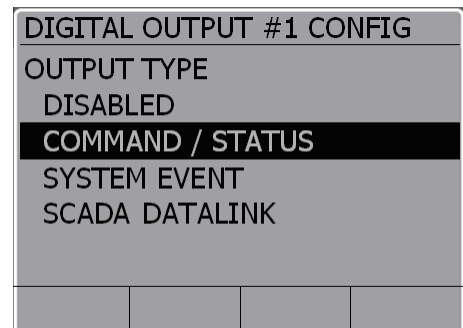 DIGITAL OUTPUT #1 CONFIG
OUTPUT TYPE
DISABLED
COMMAND / STATUS
SYSTEM EVENT
SCADA DATALINK